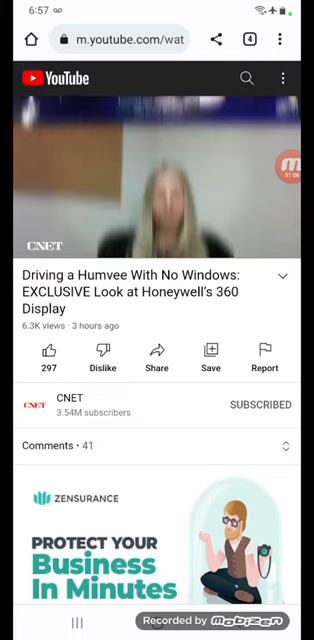 6:57
4
m.youtube.com/wat
YouTube
51:06
CNET
Driving a Humvee With No Windows:
EXCLUSIVE Look at Honeywell's 360
Display
6.3K views · 3 hours ago
297
Dislike
Share
Save
Report
CNET
CNET
3.54M subscribers
SUBSCRIBED
Comments • 41
ZENSURANCE
PROTECT YOUR
Business
In Minutes
Recorded by Mobizen